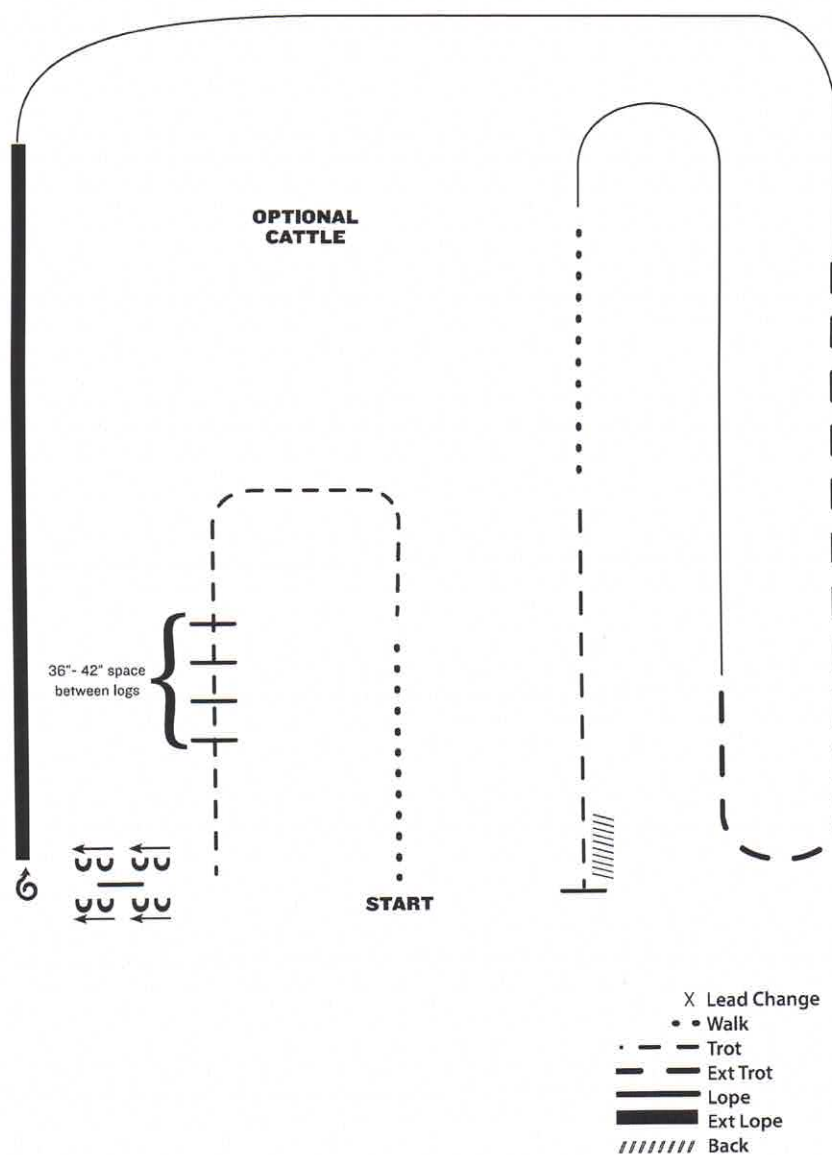 OPTIONAL
CATTLE
36"- 42" space
between logs
START
X Lead Change
Walk
Trot
Ext Trot
Lope
Ext Lope
Back